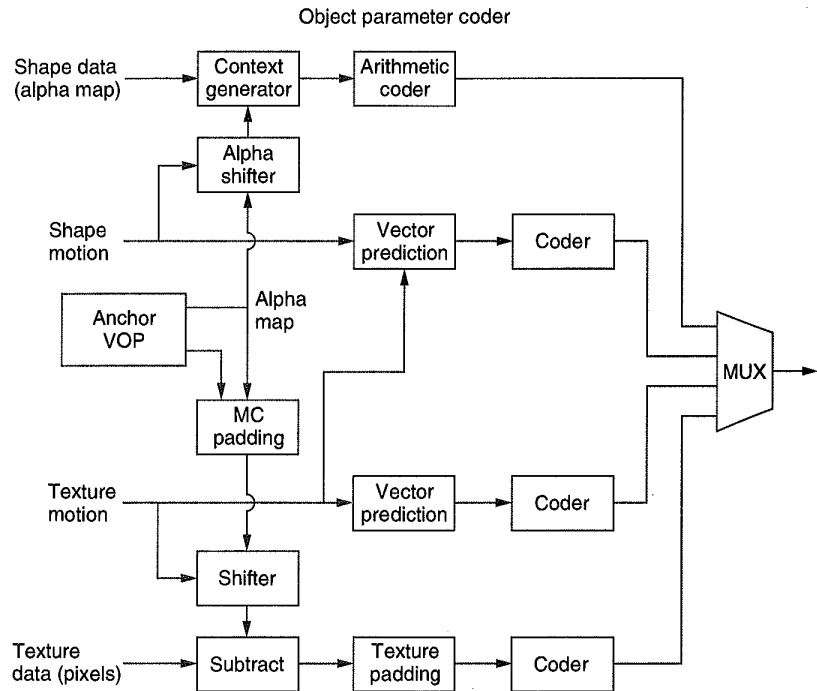 Object parameter coder
Shape data
(alpha map)
Context
generator
Arithmetic
coder
Alpha
shifter
Shape
motion
Vector
prediction
Coder
Anchor
VOP
Alpha
map
MUX
MC
padding
Texture
motion
Vector
prediction
Coder
Shifter
Texture
data (pixels)
Subtract
Texture
padding
Coder